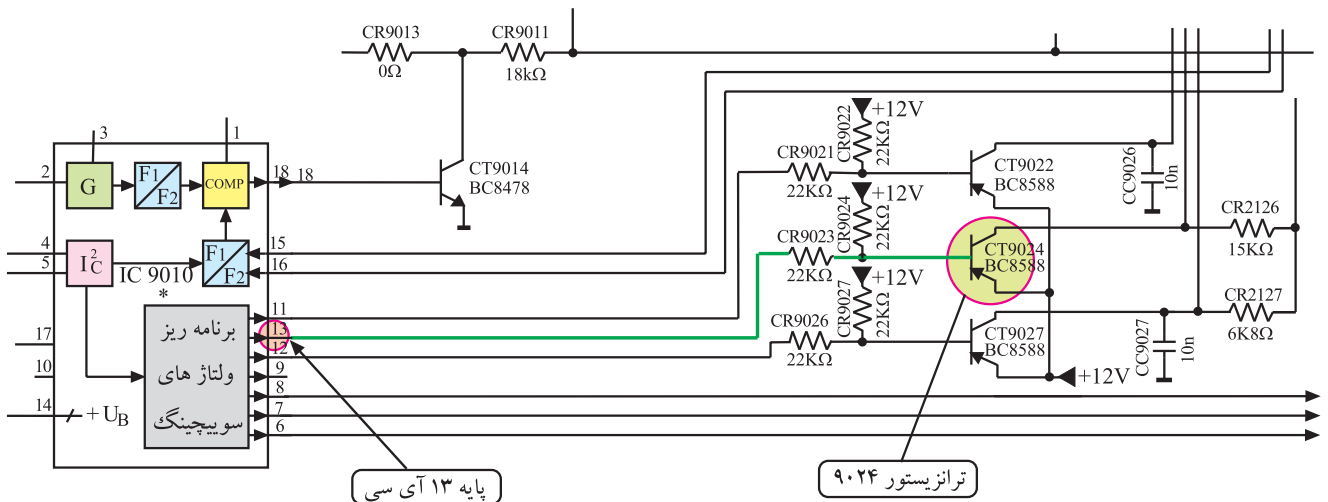 CR9013
0Ω
CR9011
18kΩ
3
1
2
G
F1
F2
COMP
18
18
CT9014
BC8478
4
5
I²C
IC 9010
*
F1
F2
15
16
CR9022
22KΩ
+12V
CR9021
22KΩ
CT9022
BC8588
CC9026
10n
CR9024
22KΩ
+12V
CR9023
22KΩ
CT9024
BC8588
CR2126
15KΩ
CR9027
22KΩ
+12V
CR9026
22KΩ
CT9027
BC8588
CC9027
10n
CR2127
6K8Ω
+12V
17
10
14
+UB
برنامه ریز
ولتاژ های
سوییچینگ
11
13
12
9
8
7
6
پایه ۱۳ آی سی
ترانزیستور ۹۰۲۴